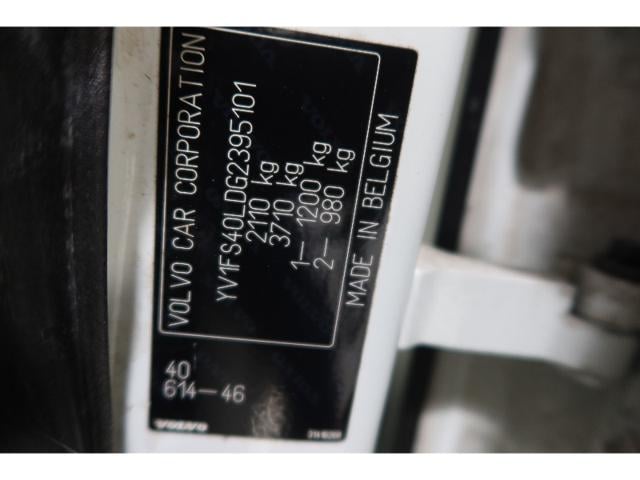 VOLVO CAR CORPORATION
YV1FS40LDG2395101
2110 kg
3710 kg
1– 1200 kg
2– 980 kg
MADE IN BELGIUM
40
614–46
VOLVO